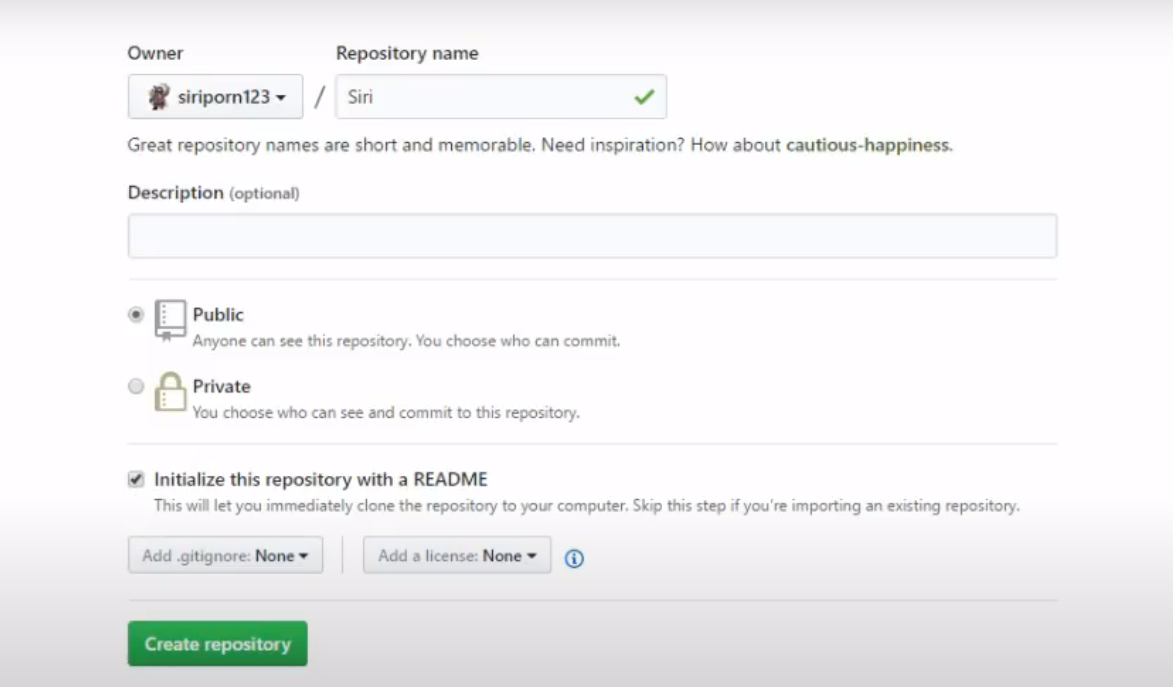 Owner
Repository name
siriporn123 / Siri
Great repository names are short and memorable. Need inspiration? How about cautious-happiness.
Description (optional)
Public
Anyone can see this repository. You choose who can commit.
Private
You choose who can see and commit to this repository.
Initialize this repository with a README
This will let you immediately clone the repository to your computer. Skip this step if you're importing an existing repository.
Add .gitignore: None
Add a license: None
Create repository